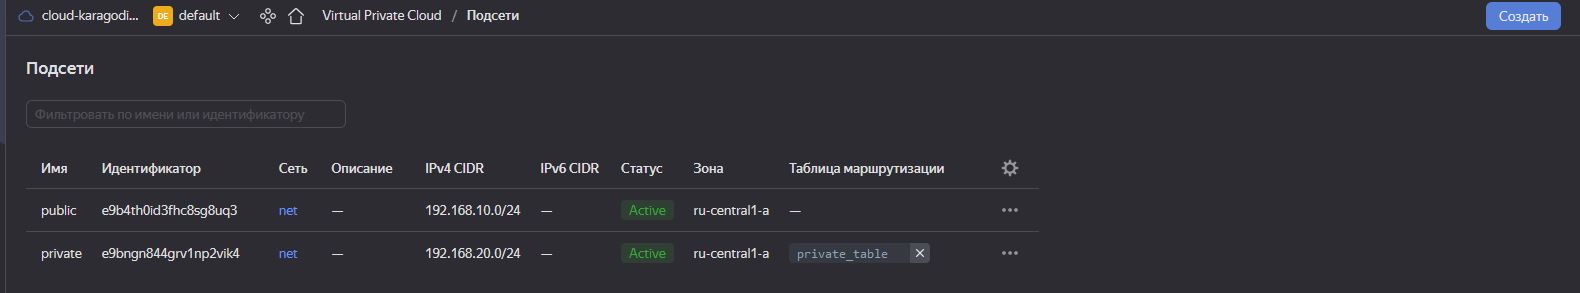 cloud-karagodi... DE default Virtual Private Cloud / Подсети Создать
Подсети
Фильтровать по имени или идентификатору
Имя Идентификатор Сеть Описание IPv4 CIDR IPv6 CIDR Статус Зона Таблица маршрутизации
public e9b4th0id3fhc8sg8uq3 net — 192.168.10.0/24 — Active ru-central1-a —
private e9bngn844grv1np2vik4 net — 192.168.20.0/24 — Active ru-central1-a private_table